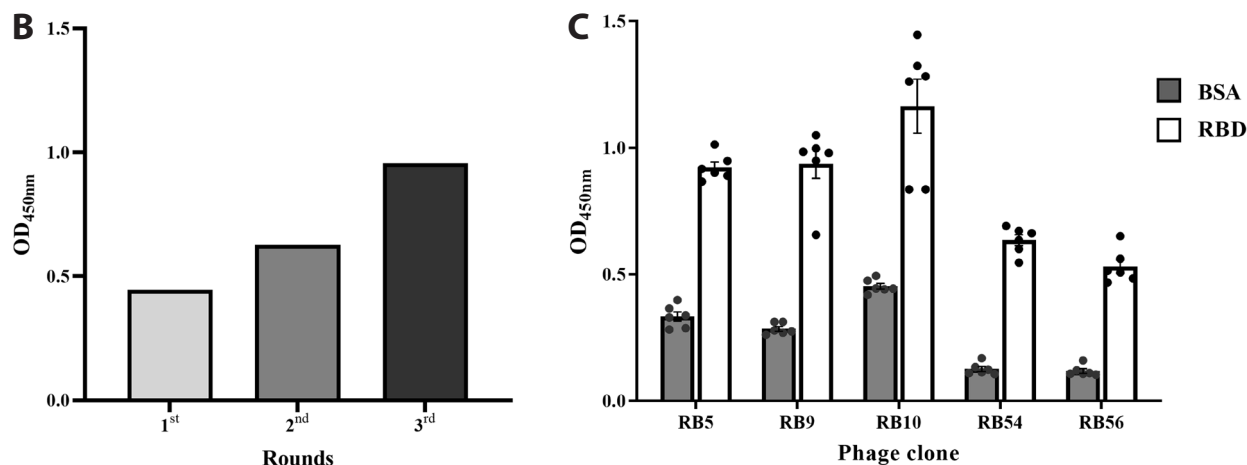 B
1.5
1.0
0.5
0.0
OD450nm
1st
2nd
3rd
Rounds
C
1.5
1.0
0.5
0.0
OD450nm
RB5
RB9
RB10
RB54
RB56
Phage clone
BSA
RBD